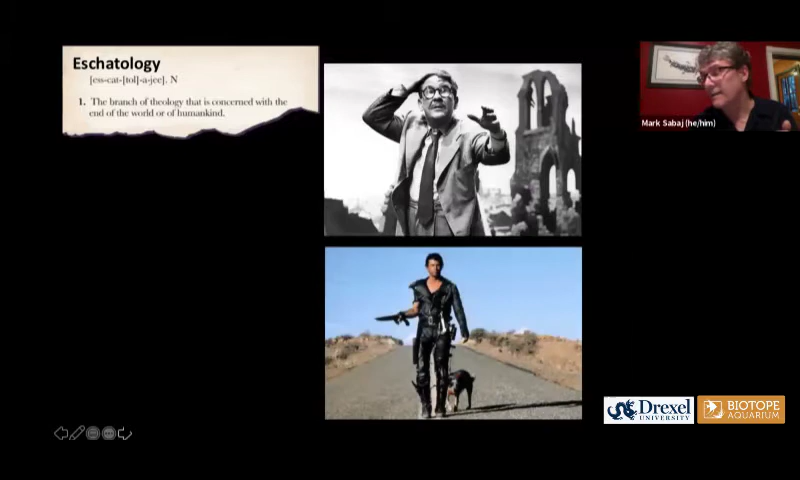 Eschatology
[ess-cat-[tol]-a-jee]. N
1. The branch of theology that is concerned with the
end of the world or of humankind.
Mark Sabaj (he/him)
Drexel
UNIVERSITY
BIOTOPE
AQUARIUM